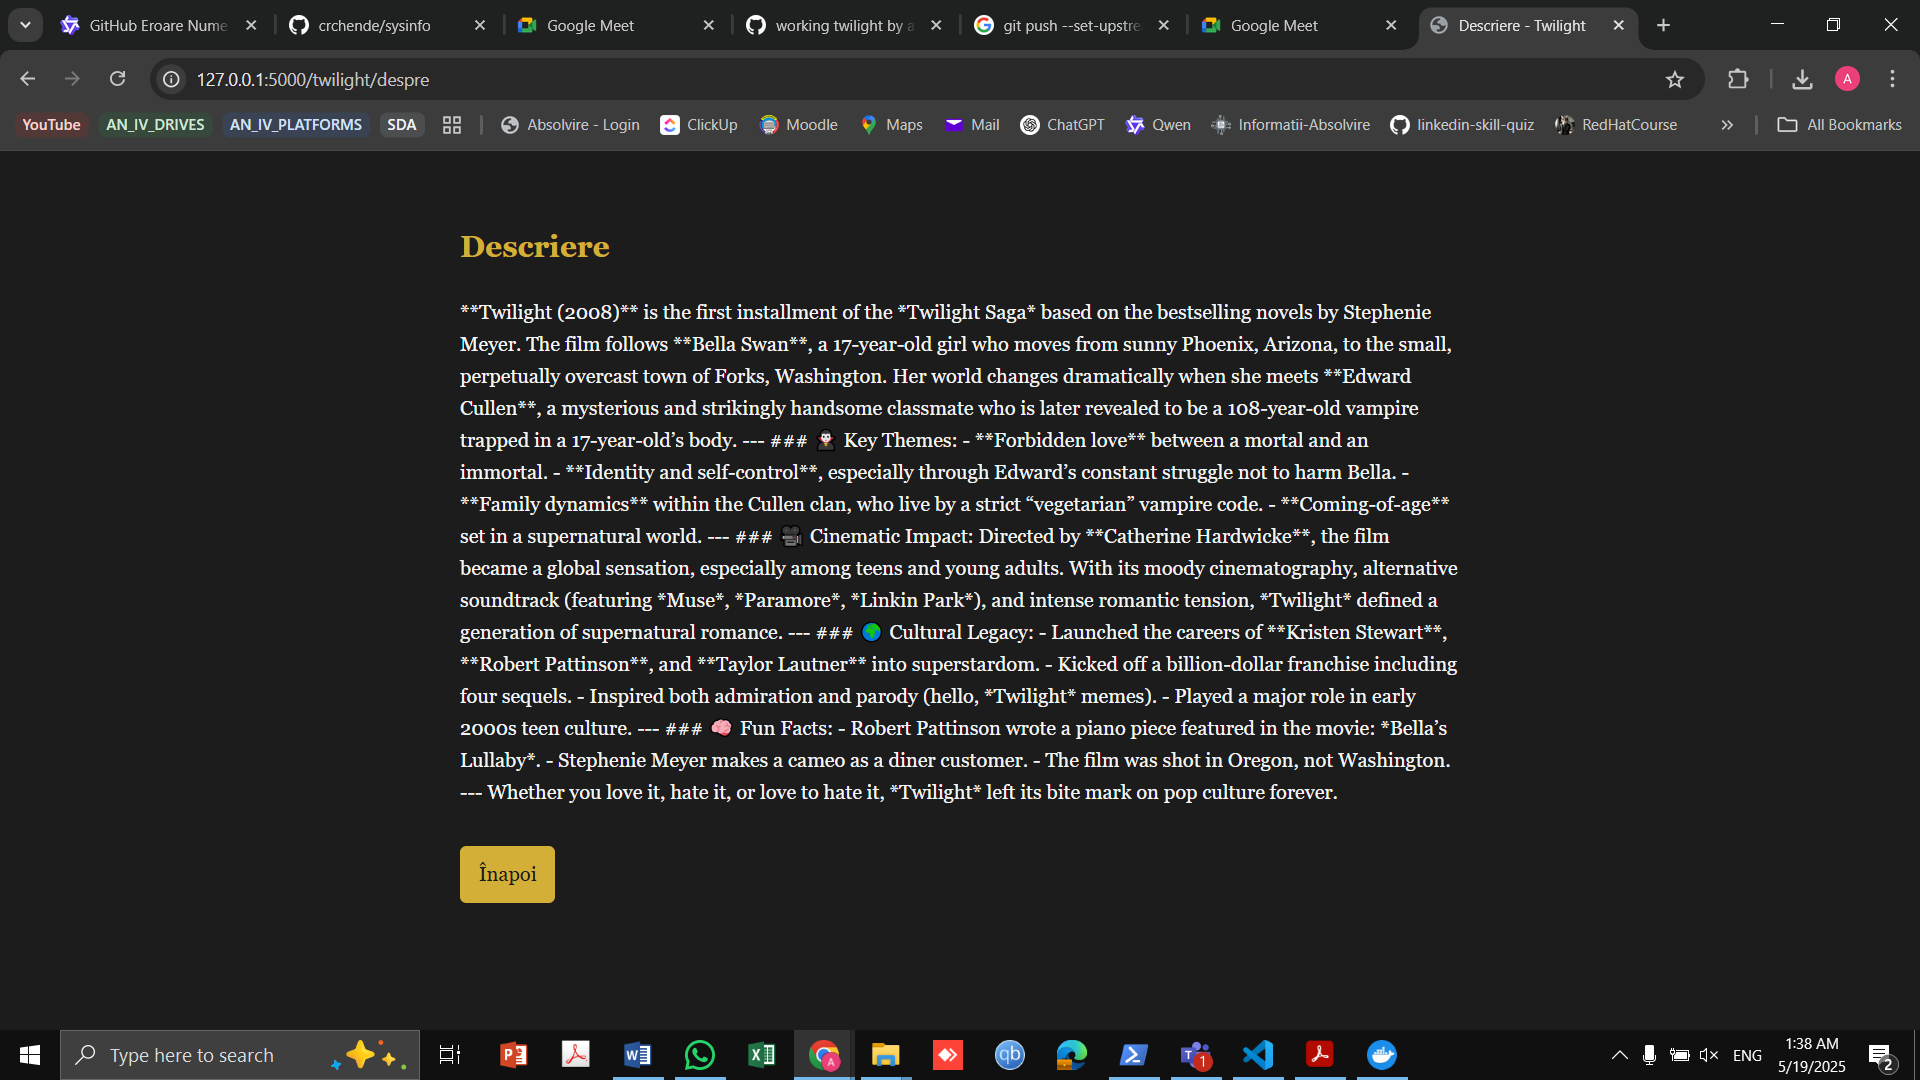 GitHub Eroare Nume
crchende/sysinfo
Google Meet
working twilight by a
git push --set-upstre
Google Meet
Descriere - Twilight
127.0.0.1:5000/twilight/despre
A
YouTube
AN_IV_DRIVES
AN_IV_PLATFORMS
SDA
Absolvire - Login
ClickUp
Moodle
Maps
Mail
ChatGPT
Qwen
Informatii-Absolvire
linkedin-skill-quiz
RedHatCourse
All Bookmarks
Descriere
**Twilight (2008)** is the first installment of the *Twilight Saga* based on the bestselling novels by Stephenie
Meyer. The film follows **Bella Swan**, a 17-year-old girl who moves from sunny Phoenix, Arizona, to the small,
perpetually overcast town of Forks, Washington. Her world changes dramatically when she meets **Edward
Cullen**, a mysterious and strikingly handsome classmate who is later revealed to be a 108-year-old vampire
trapped in a 17-year-old’s body. --- ### 🧛🏻 Key Themes: - **Forbidden love** between a mortal and an
immortal. - **Identity and self-control**, especially through Edward’s constant struggle not to harm Bella. -
**Family dynamics** within the Cullen clan, who live by a strict “vegetarian” vampire code. - **Coming-of-age**
set in a supernatural world. --- ### 🎥 Cinematic Impact: Directed by **Catherine Hardwicke**, the film
became a global sensation, especially among teens and young adults. With its moody cinematography, alternative
soundtrack (featuring *Muse*, *Paramore*, *Linkin Park*), and intense romantic tension, *Twilight* defined a
generation of supernatural romance. --- ### 🌍 Cultural Legacy: - Launched the careers of **Kristen Stewart**,
**Robert Pattinson**, and **Taylor Lautner** into superstardom. - Kicked off a billion-dollar franchise including
four sequels. - Inspired both admiration and parody (hello, *Twilight* memes). - Played a major role in early
2000s teen culture. --- ### 🧠 Fun Facts: - Robert Pattinson wrote a piano piece featured in the movie: *Bella’s
Lullaby*. - Stephenie Meyer makes a cameo as a diner customer. - The film was shot in Oregon, not Washington.
--- Whether you love it, hate it, or love to hate it, *Twilight* left its bite mark on pop culture forever.
Înapoi
Type here to search
qb
1
ENG
1:38 AM
5/19/2025
2